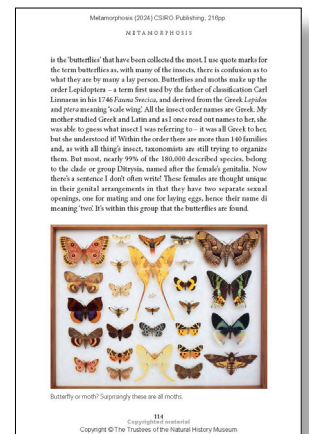 Metamorphosis (2024) CSIRO Publishing, 216pp.
METAMORPHOSIS
is the 'butterflies' that have been collected the most. I use quote marks for
the term butterflies as, with many of the insects, there is confusion as to
what they are by many a lay person. Butterflies and moths make up the
order Lepidoptera – a term first used by the father of classification Carl
Linnaeus in his 1746 Fauna Svecica, and derived from the Greek Lepidos
and ptera meaning 'scale wing'. All the insect order names are Greek. My
mother studied Greek and Latin and as I once read out names to her, she
was able to guess what insect I was referring to – it was all Greek to her,
but she understood it! Within the order there are more than 140 families
and, as with all thing's insect, taxonomists are still trying to organize
them. But most, nearly 99% of the 180,000 described species, belong
to the clade or group Ditrysia, named after the female's genitalia. Now
there's a sentence I don't often write! These females are thought unique
in their genital arrangements in that they have two separate sexual
openings, one for mating and one for laying eggs, hence their name di
meaning 'two'. It's within this group that the butterflies are found.
Butterfly or moth? Surprisingly these are all moths.
114
Copyrighted material
Copyright © The Trustees of the Natural History Museum